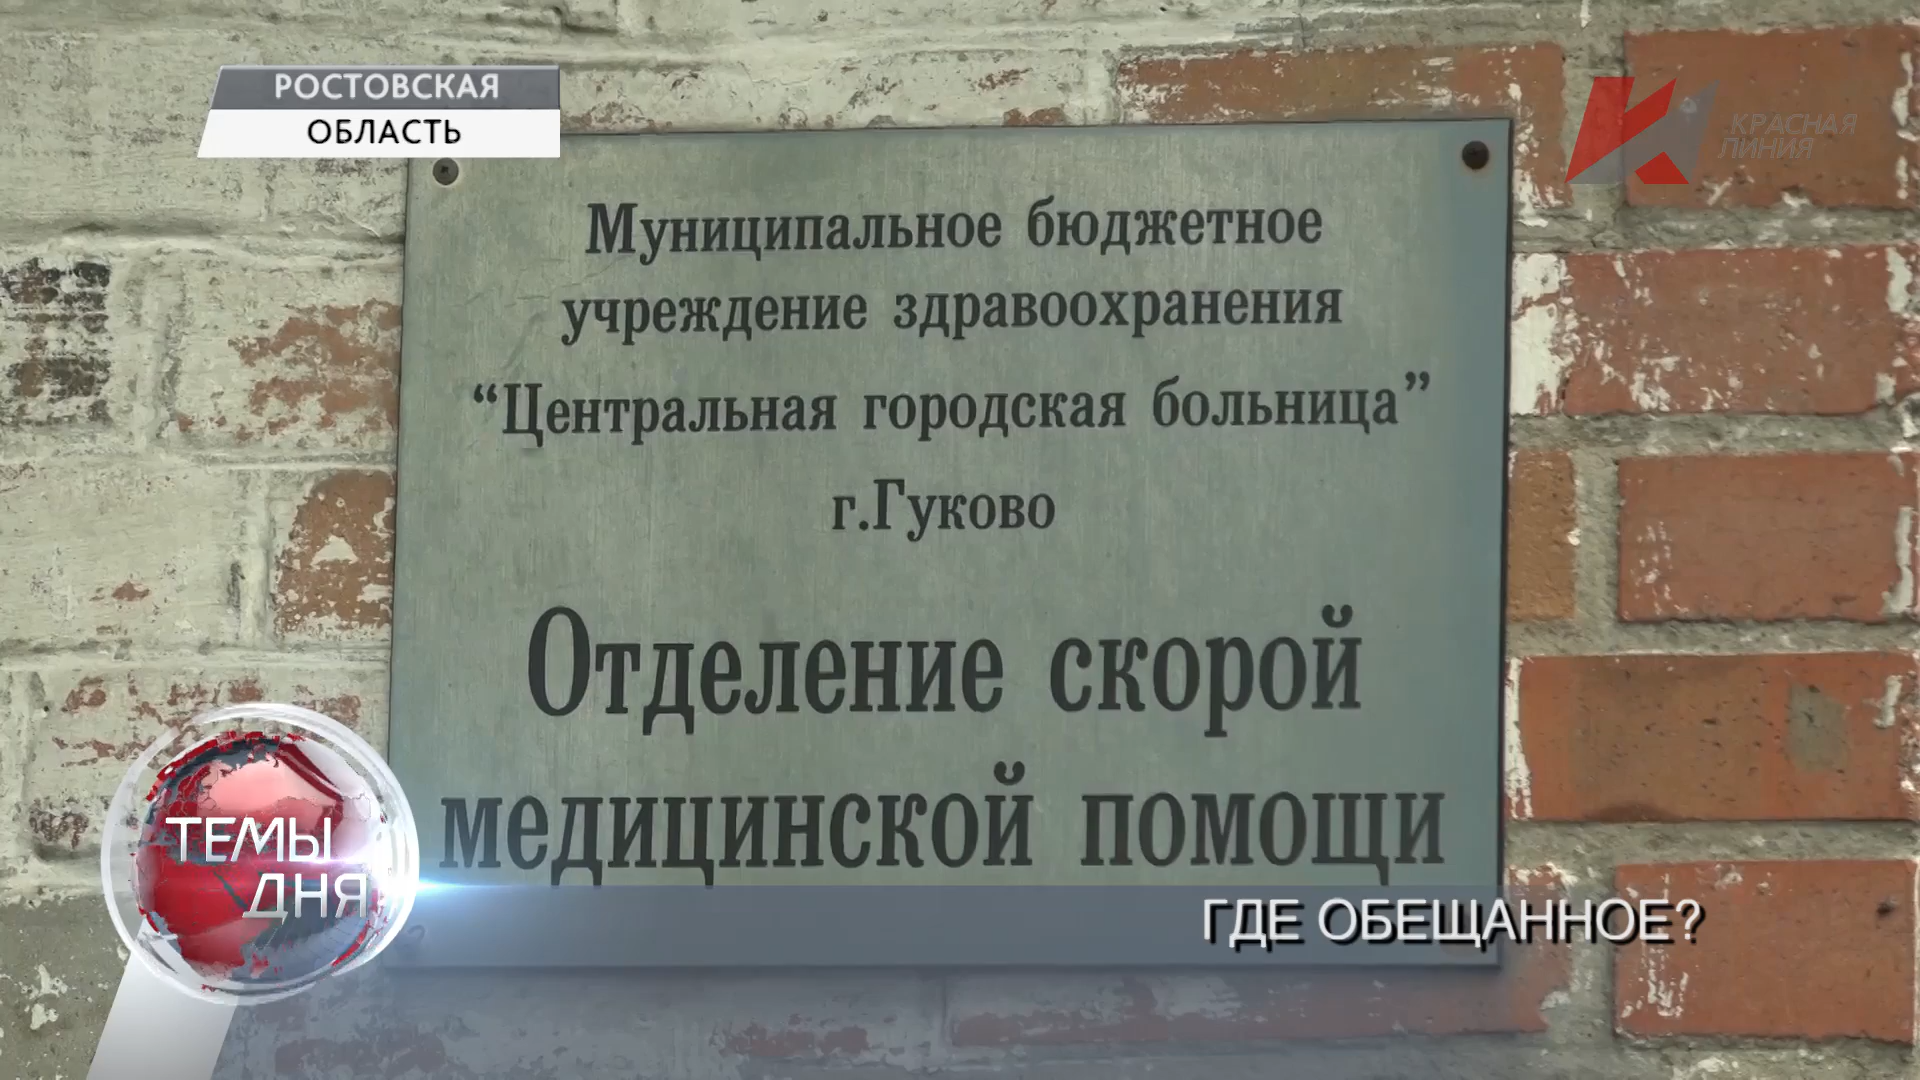 РОСТОВСКАЯ
ОБЛАСТЬ
КРАСНАЯ
ЛИНИЯ
Муниципальное бюджетное
учреждение здравоохранения
“Центральная городская больница”
г.Гуково
Отделение скорой
медицинской помощи
ТЕМЫ
ДНЯ
ГДЕ ОБЕЩАННОЕ?